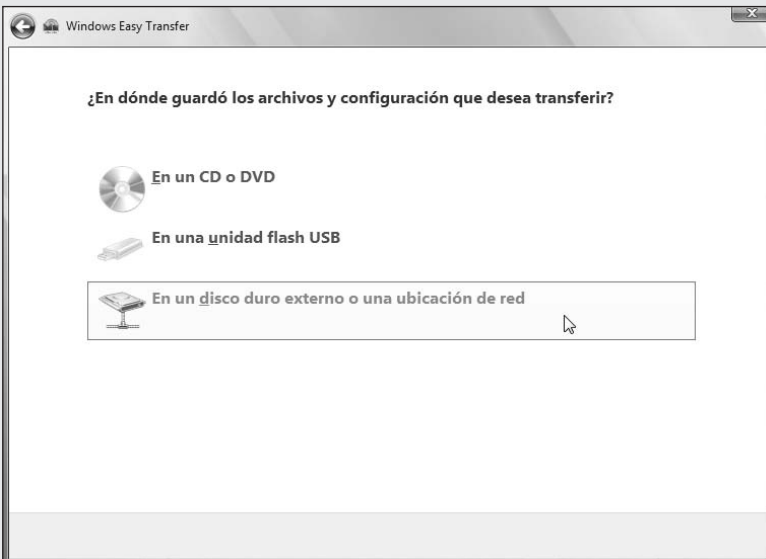 Windows Easy Transfer
¿En dónde guardó los archivos y configuración que desea transferir?
En un CD o DVD
En una unidad flash USB
En un disco duro externo o una ubicación de red